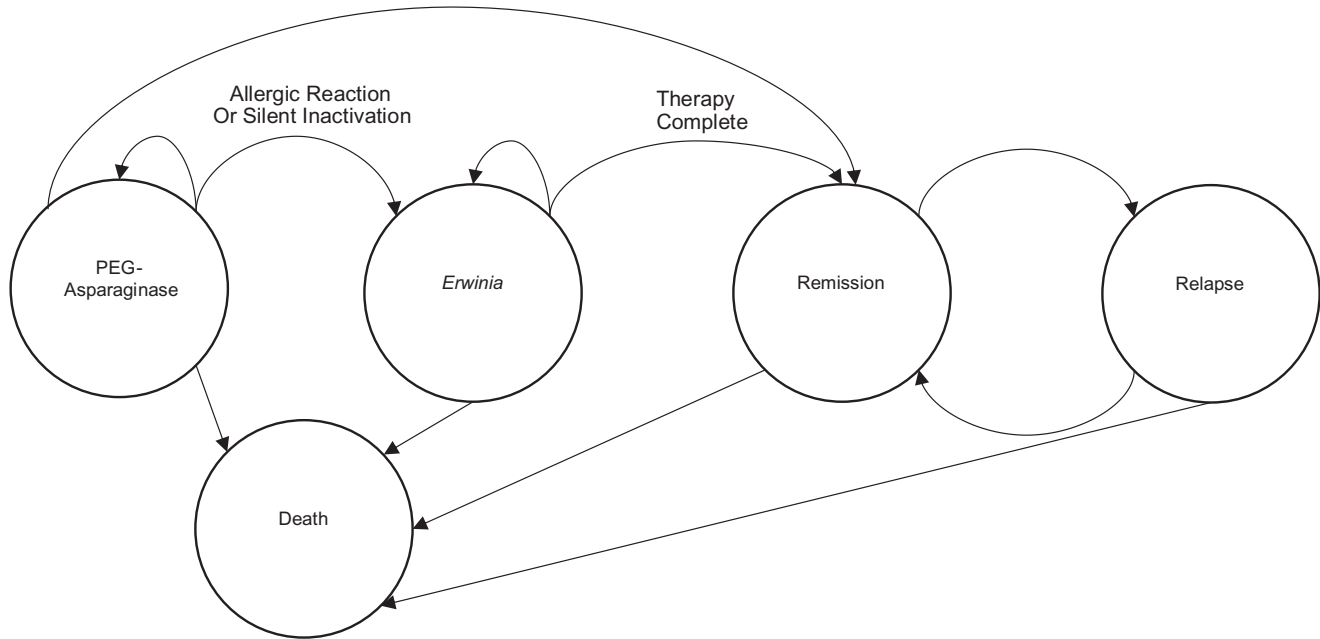 Allergic Reaction
Or Silent Inactivation
Therapy
Complete
PEG-
Asparaginase
Erwinia
Remission
Relapse
Death